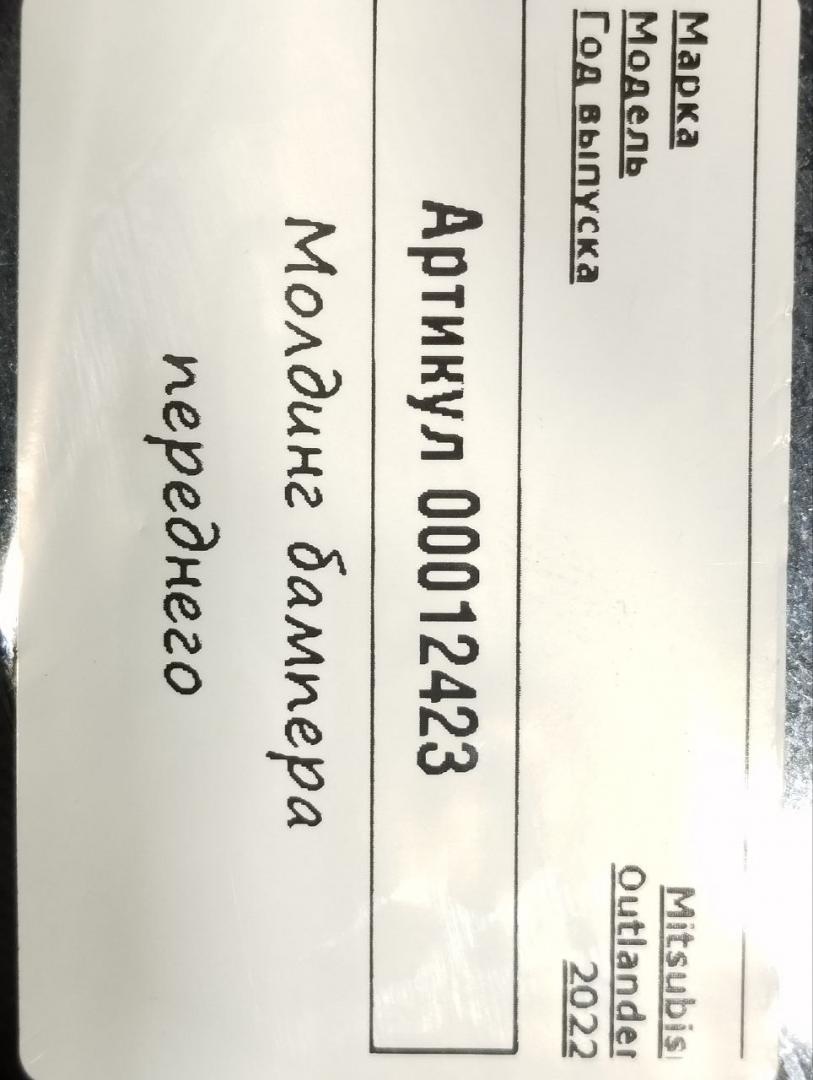 Марка Mitsubis
Модель Outlander
Год выпуска 2022
Артикул 00012423
Молдинг бампера
переднего